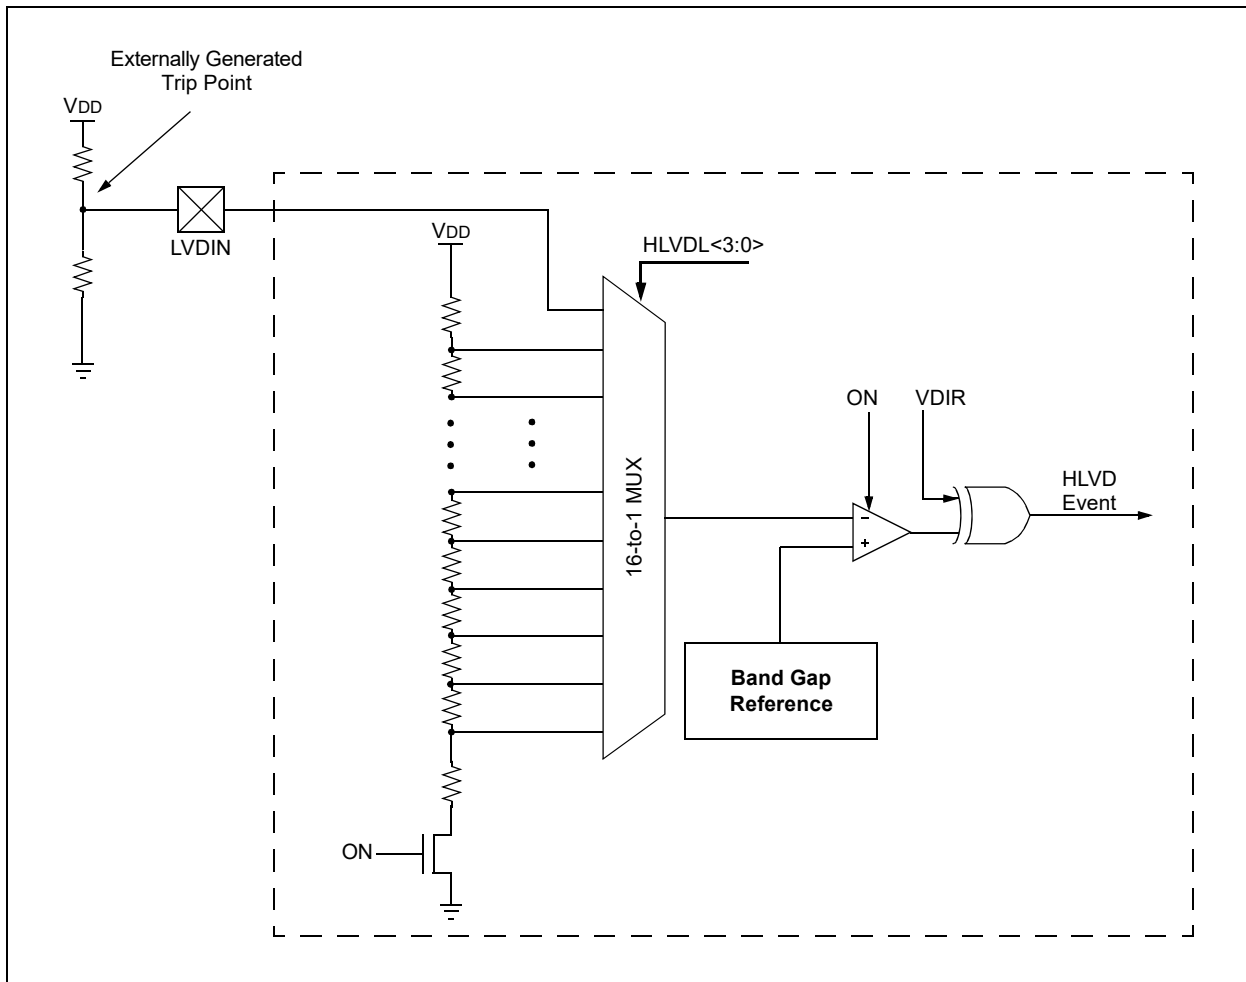 Externally Generated
Trip Point
VDD
LVDIN
VDD
HLVDL<3:0>
16-to-1 MUX
ON
VDIR
HLVD
Event
–
+
Band Gap
Reference
ON